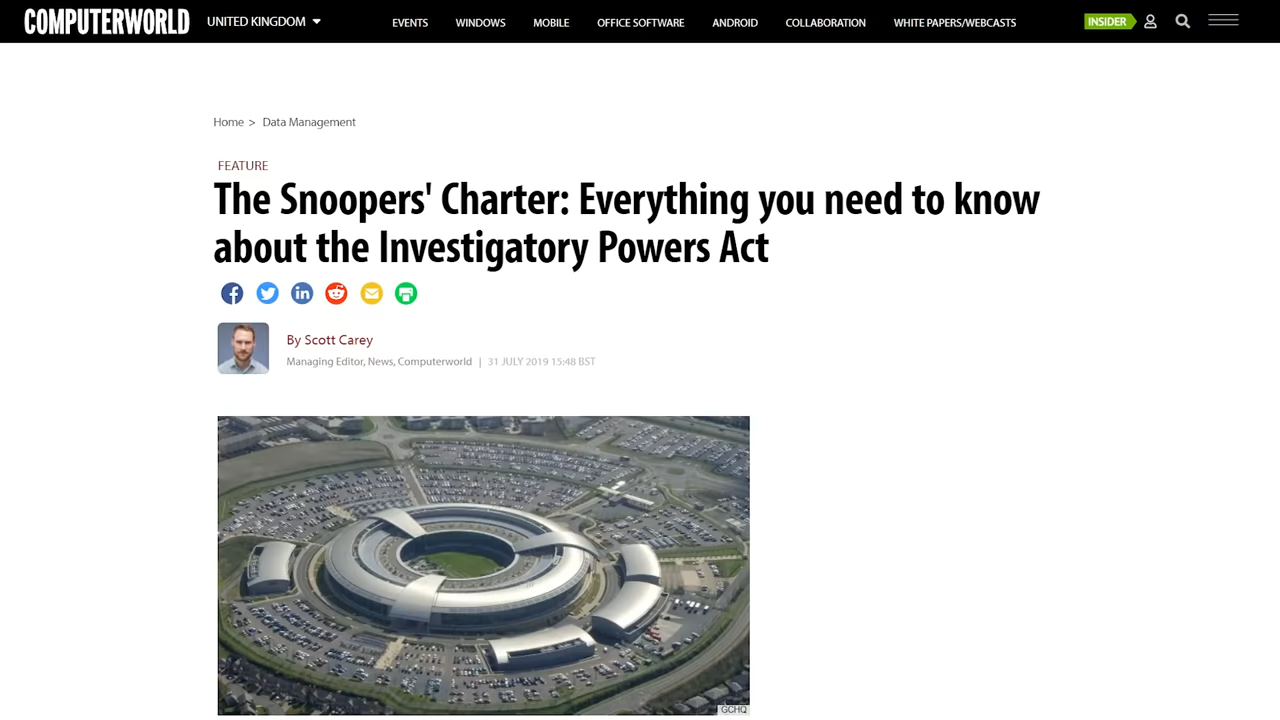 COMPUTERWORLD UNITED KINGDOM EVENTS WINDOWS MOBILE OFFICE SOFTWARE ANDROID COLLABORATION WHITE PAPERS/WEBCASTS INSIDER
Home > Data Management
FEATURE
The Snoopers' Charter: Everything you need to know
about the Investigatory Powers Act
By Scott Carey
Managing Editor, News, Computerworld | 31 JULY 2019 15:48 BST
GCHQ